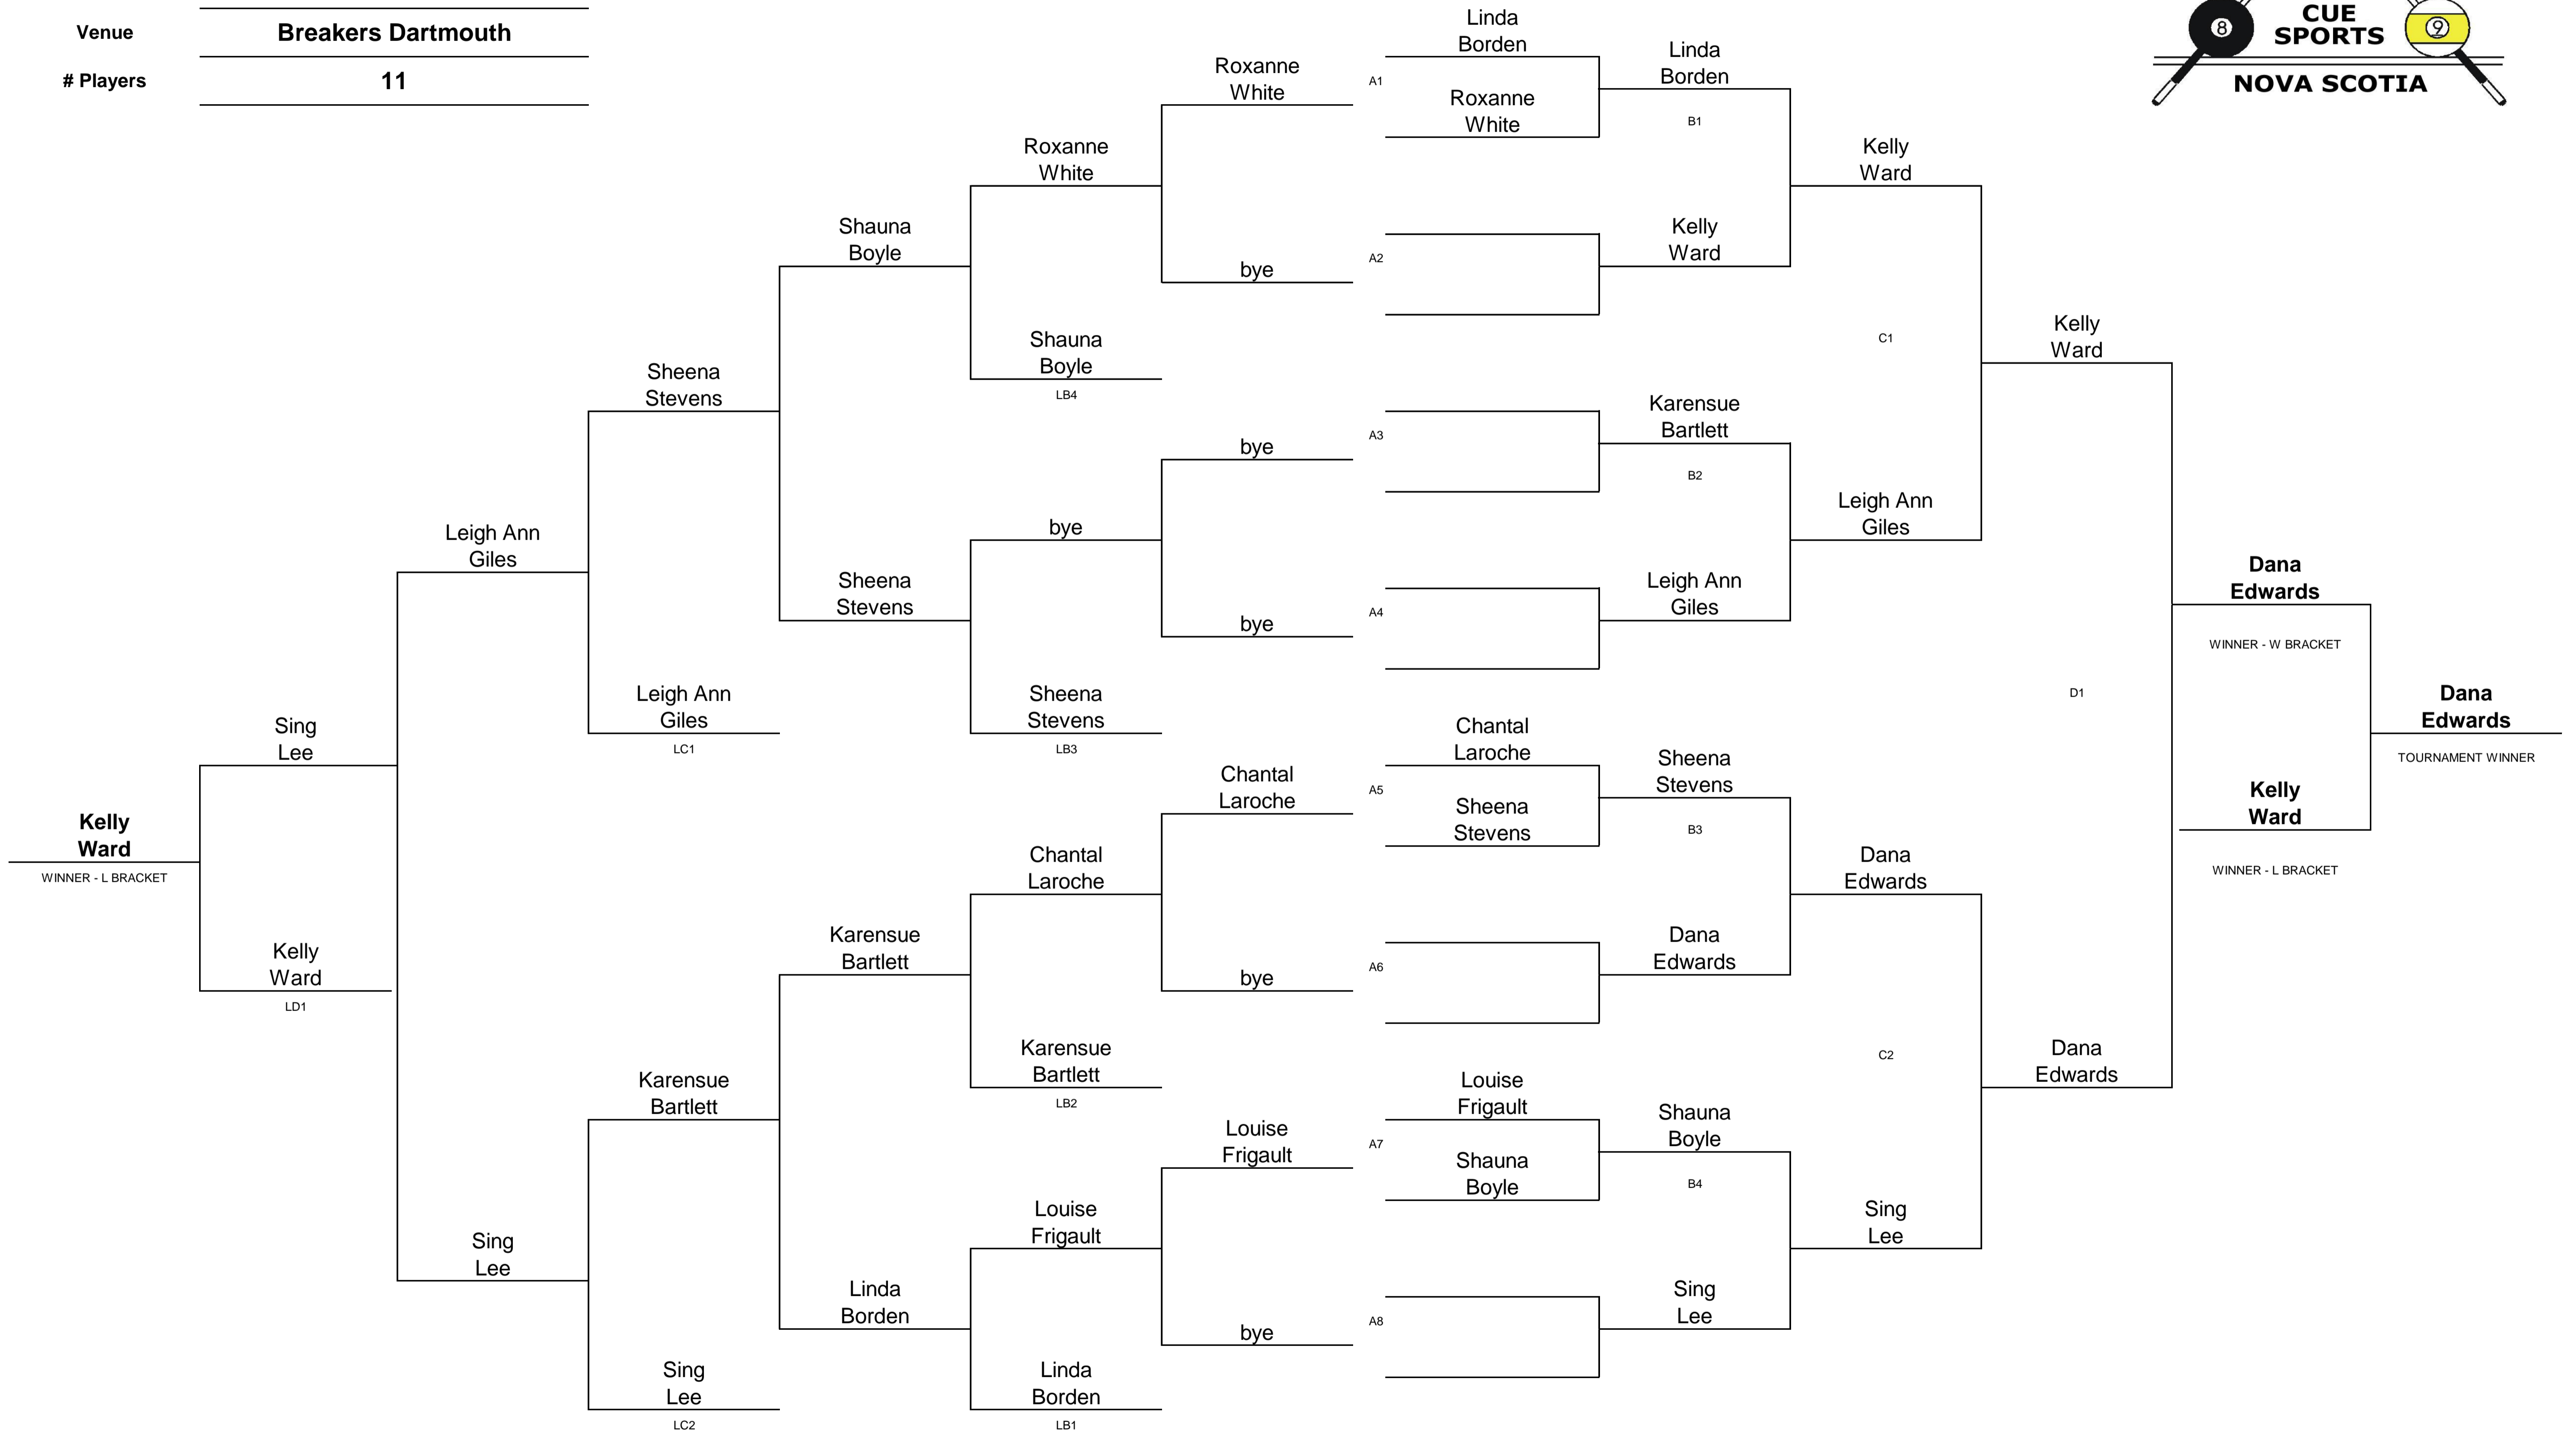 Venue
Breakers Dartmouth
# Players
11
8
CUE
SPORTS
9
NOVA SCOTIA
Kelly
Ward
WINNER - L BRACKET
Sing
Lee
Kelly
Ward
LD1
Leigh Ann
Giles
Sing
Lee
Sheena
Stevens
Leigh Ann
Giles
LC1
Karensue
Bartlett
Sing
Lee
LC2
Shauna
Boyle
Sheena
Stevens
Karensue
Bartlett
Linda
Borden
Roxanne
White
Shauna
Boyle
LB4
bye
Sheena
Stevens
LB3
Chantal
Laroche
Karensue
Bartlett
LB2
Louise
Frigault
Linda
Borden
LB1
Roxanne
White
bye
bye
bye
Chantal
Laroche
bye
Louise
Frigault
bye
A1
A2
A3
A4
A5
A6
A7
A8
Linda
Borden
Roxanne
White
Chantal
Laroche
Sheena
Stevens
Louise
Frigault
Shauna
Boyle
Linda
Borden
B1
Kelly
Ward
Karensue
Bartlett
B2
Leigh Ann
Giles
Sheena
Stevens
B3
Dana
Edwards
Shauna
Boyle
B4
Sing
Lee
Kelly
Ward
C1
Leigh Ann
Giles
Dana
Edwards
C2
Sing
Lee
Kelly
Ward
D1
Dana
Edwards
Dana
Edwards
WINNER - W BRACKET
Kelly
Ward
WINNER - L BRACKET
Dana
Edwards
TOURNAMENT WINNER